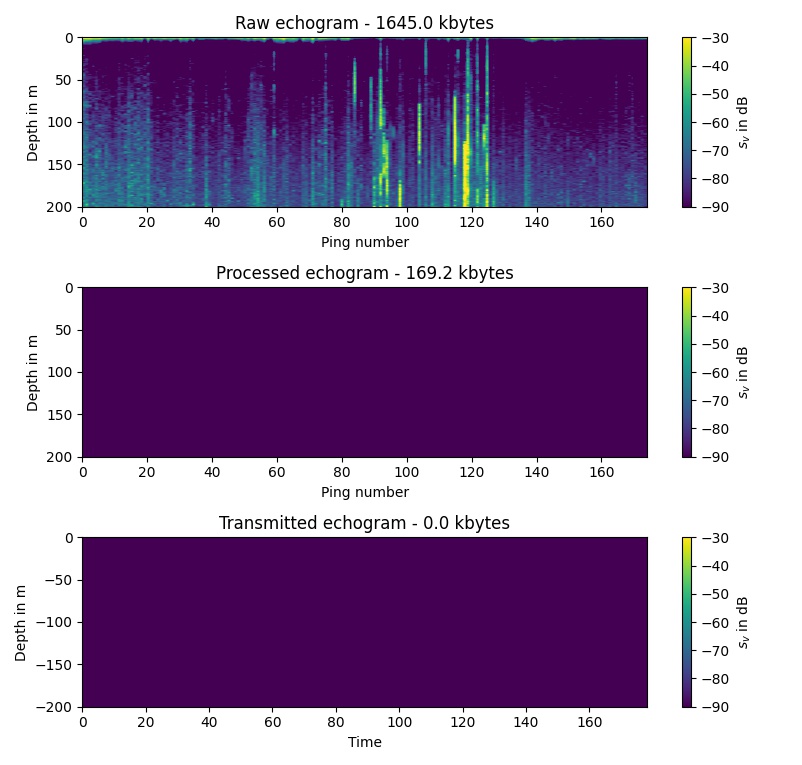 Raw echogram - 1645.0 kbytes
0
50
100
150
200
Depth in m
0 20 40 60 80 100 120 140 160
Ping number
−30
−40
−50
−60
−70
−80
−90
sv in dB
Processed echogram - 169.2 kbytes
0
50
100
150
200
Depth in m
0 20 40 60 80 100 120 140 160
Ping number
−30
−40
−50
−60
−70
−80
−90
sv in dB
Transmitted echogram - 0.0 kbytes
0
−50
−100
−150
−200
Depth in m
0 20 40 60 80 100 120 140 160
Time
−30
−40
−50
−60
−70
−80
−90
sv in dB